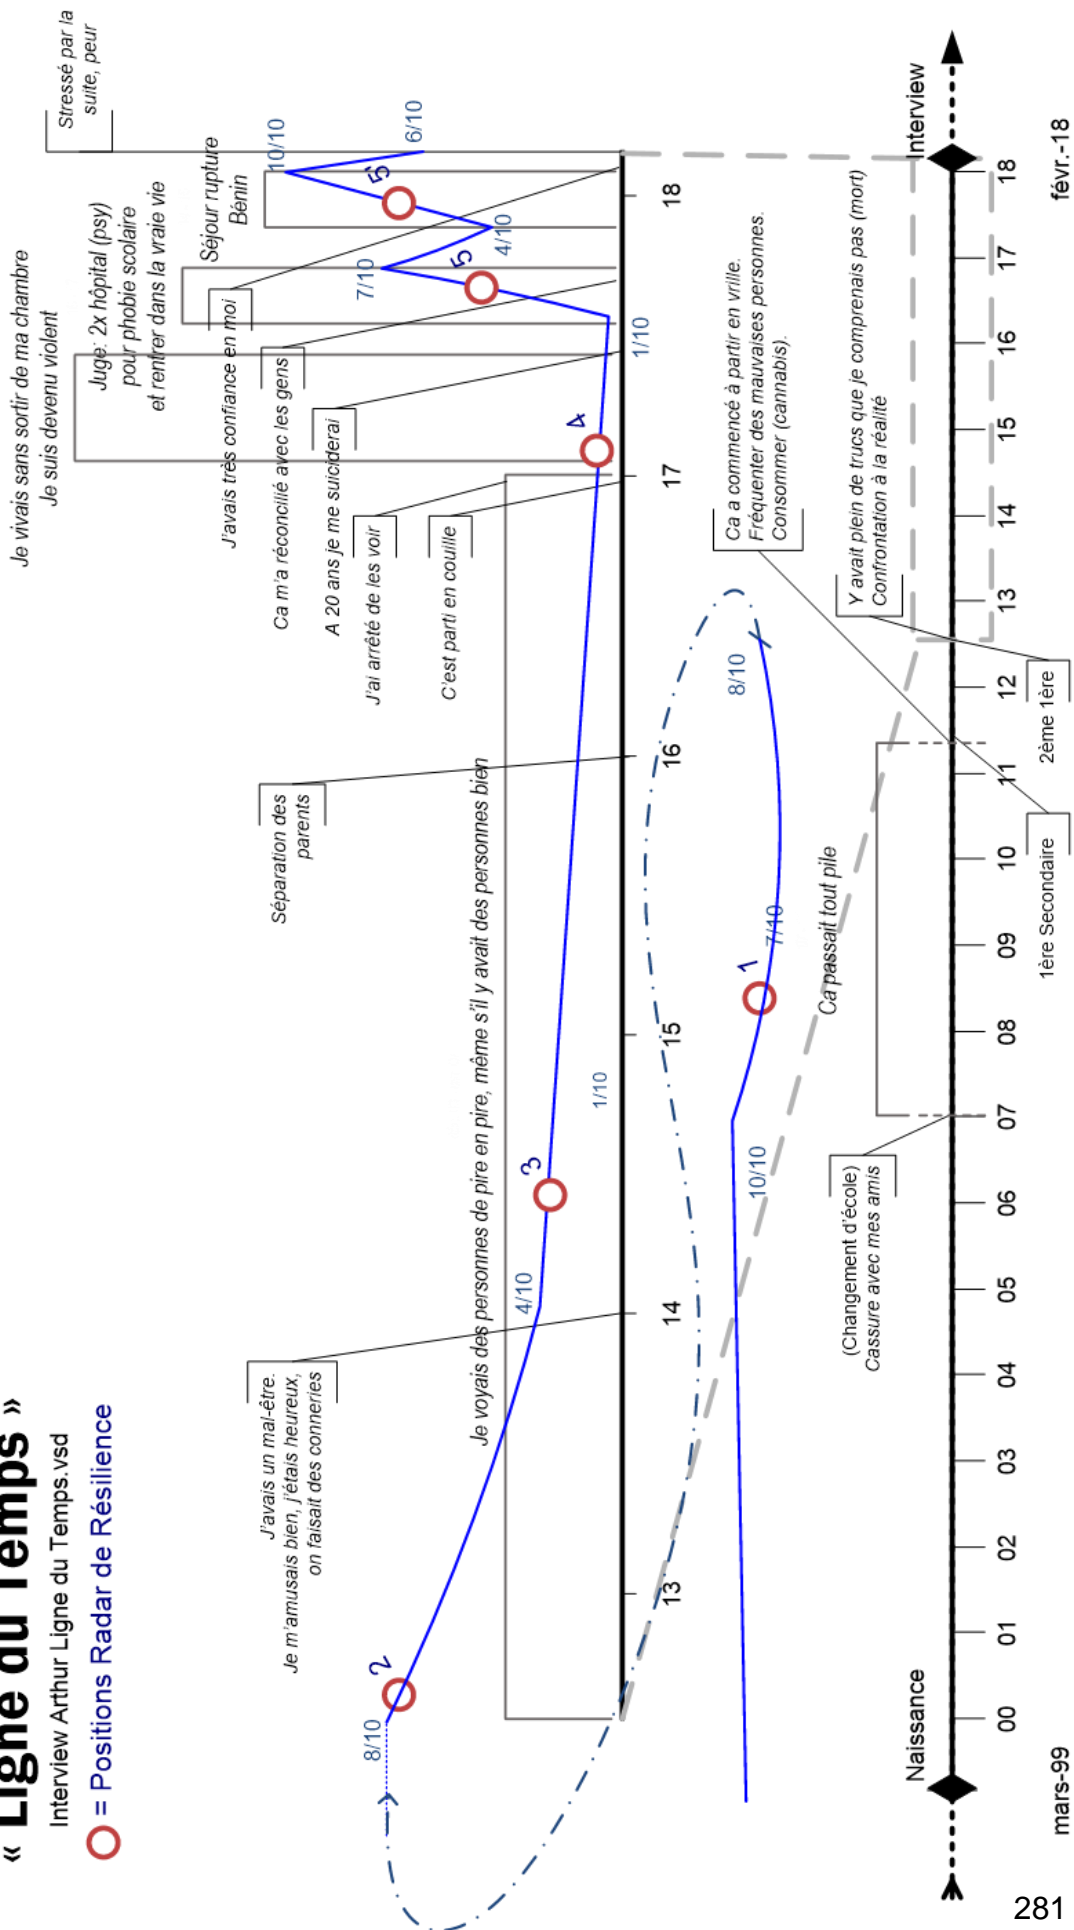 « Ligne du Temps »
Interview Arthur Ligne du Temps.vsd
= Positions Radar de Résilience
Je vivais sans sortir de ma chambre
Je suis devenu violent
Stressé par la
suite, peur
Juge: 2x hôpital (psy)
pour phobie scolaire
et rentrer dans la vraie vie
Séjour rupture
Bénin
J'avais très confiance en moi
Ca m'a réconcilié avec les gens
A 20 ans je me suiciderai
J'ai arrêté de les voir
C'est parti en couille
Séparation des
parents
J'avais un mal-être.
Je m'amusais bien, j'étais heureux,
on faisait des conneries
Je voyais des personnes de pire en pire, même s'il y avait des personnes bien
8/10
2
4/10
3
1/10
4
1/10
5
7/10
4/10
5
10/10
6/10
13
14
15
16
17
18
10/10
1
7/10
8/10
Ca passait tout pile
Ca a commencé à partir en vrille.
Fréquenter des mauvaises personnes.
Consommer (cannabis).
Y avait plein de trucs que je comprenais pas (mort)
Confrontation à la réalité
(Changement d'école)
Cassure avec mes amis
Naissance
Interview
00
01
02
03
04
05
06
07
08
09
10
11
12
13
14
15
16
17
18
1ère Secondaire
2ème 1ère
mars-99
févr.-18
281